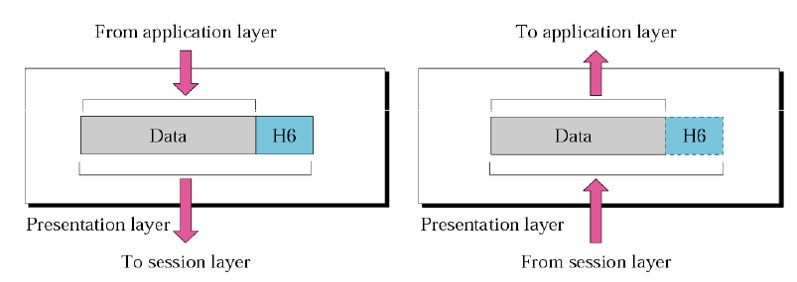 From application layer
Data H6
Presentation layer
To session layer
To application layer
Data H6
Presentation layer
From session layer